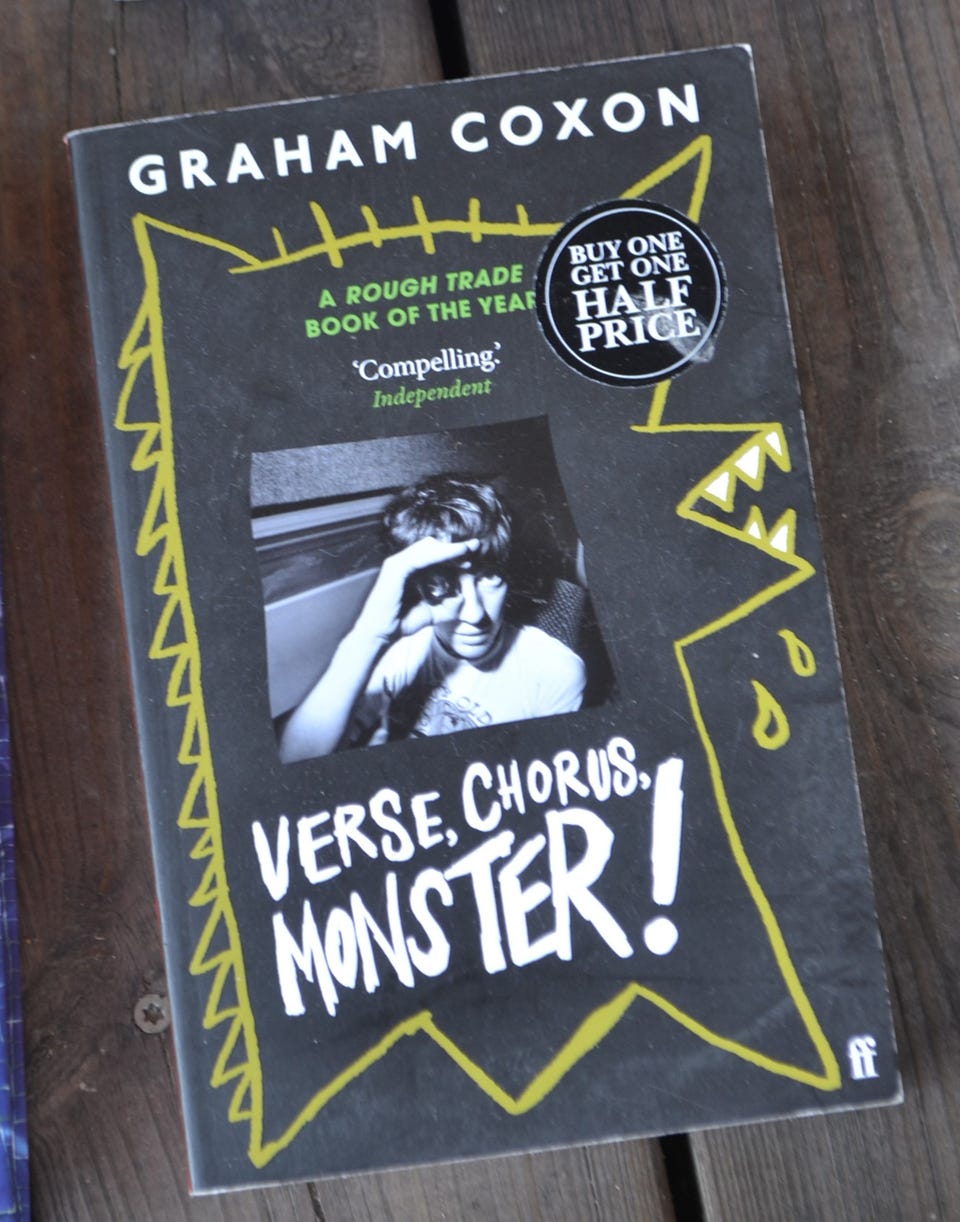 GRAHAM COXON
A ROUGH TRADE
BOOK OF THE YEAR
'Compelling.'
Independent
BUY ONE
GET ONE
HALF
PRICE
VERSE, CHORUS,
MONSTER!
ff